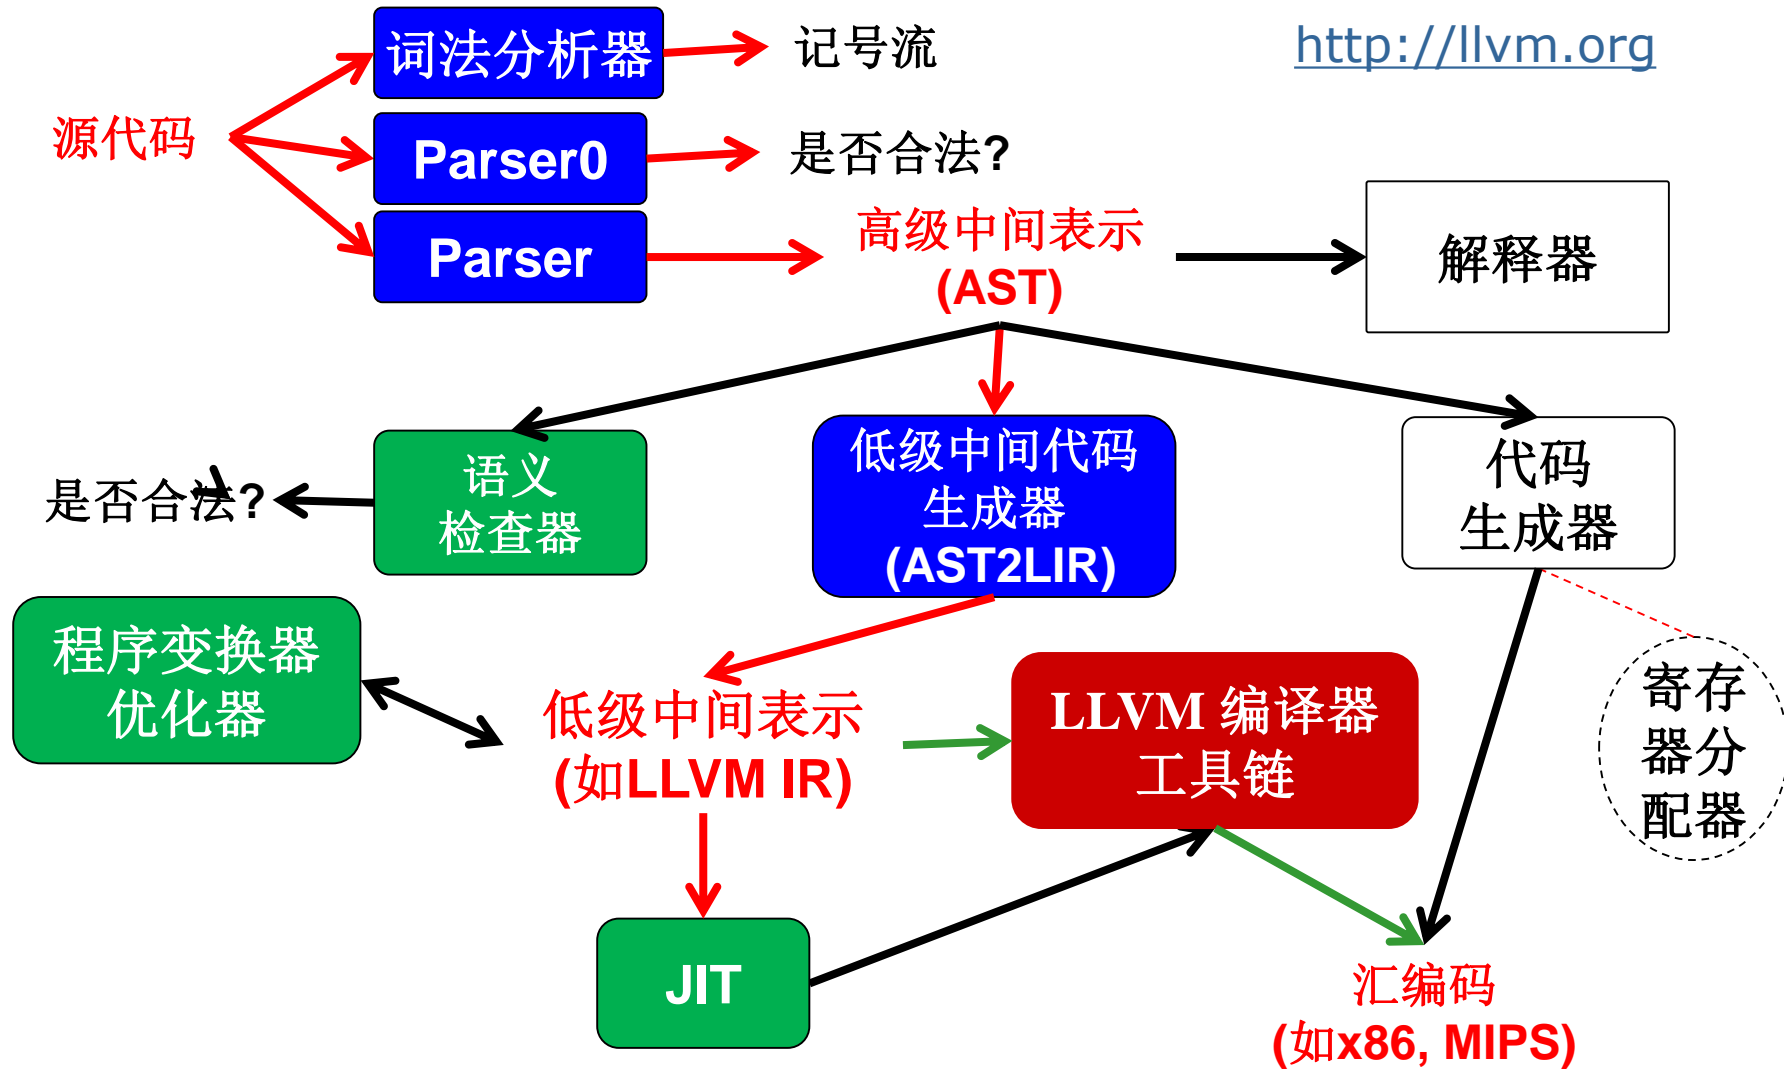 词法分析器
记号流
http://llvm.org
源代码
Parser0
是否合法?
Parser
高级中间表示
(AST)
解释器
语义
检查器
是否合法?
低级中间代码
生成器
(AST2LIR)
代码
生成器
程序变换器
优化器
低级中间表示
(如LLVM IR)
LLVM 编译器
工具链
寄存
器分
配器
JIT
汇编码
(如x86, MIPS)